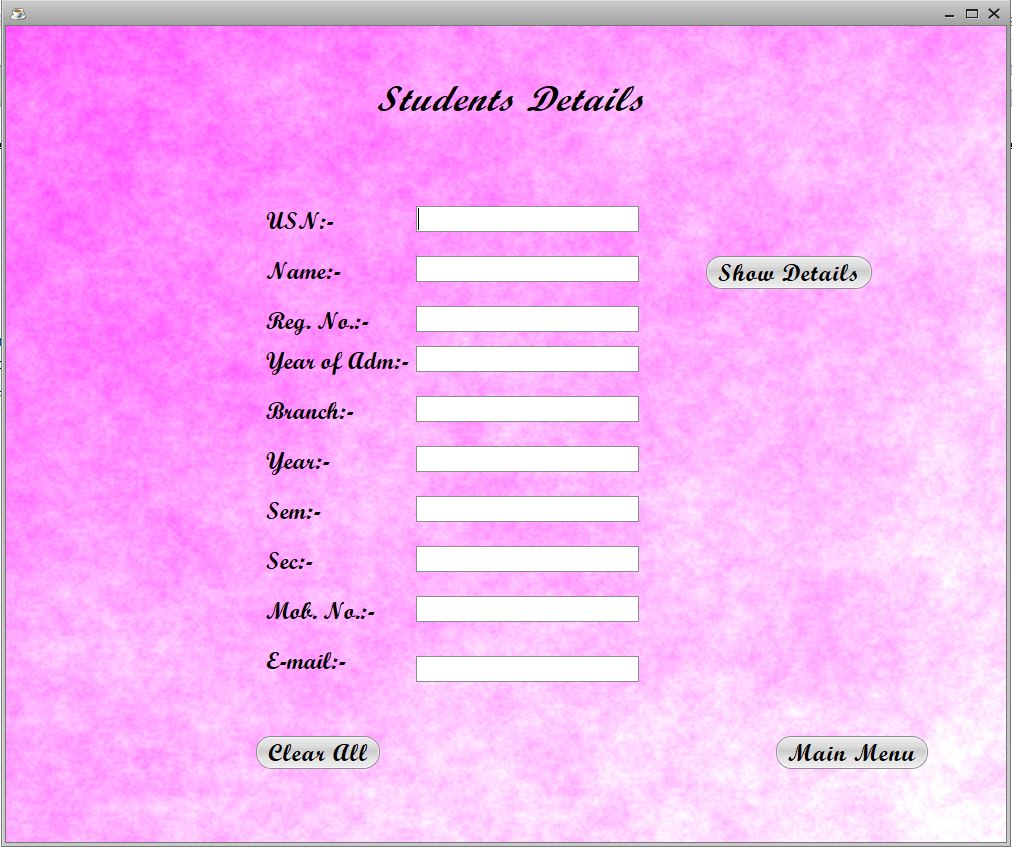 Students Details
USN:-
Name:-
Show Details
Reg. No.:-
Year of Adm:-
Branch:-
Year:-
Sem:-
Sec:-
Mob. No.:-
E-mail:-
Clear All
Main Menu